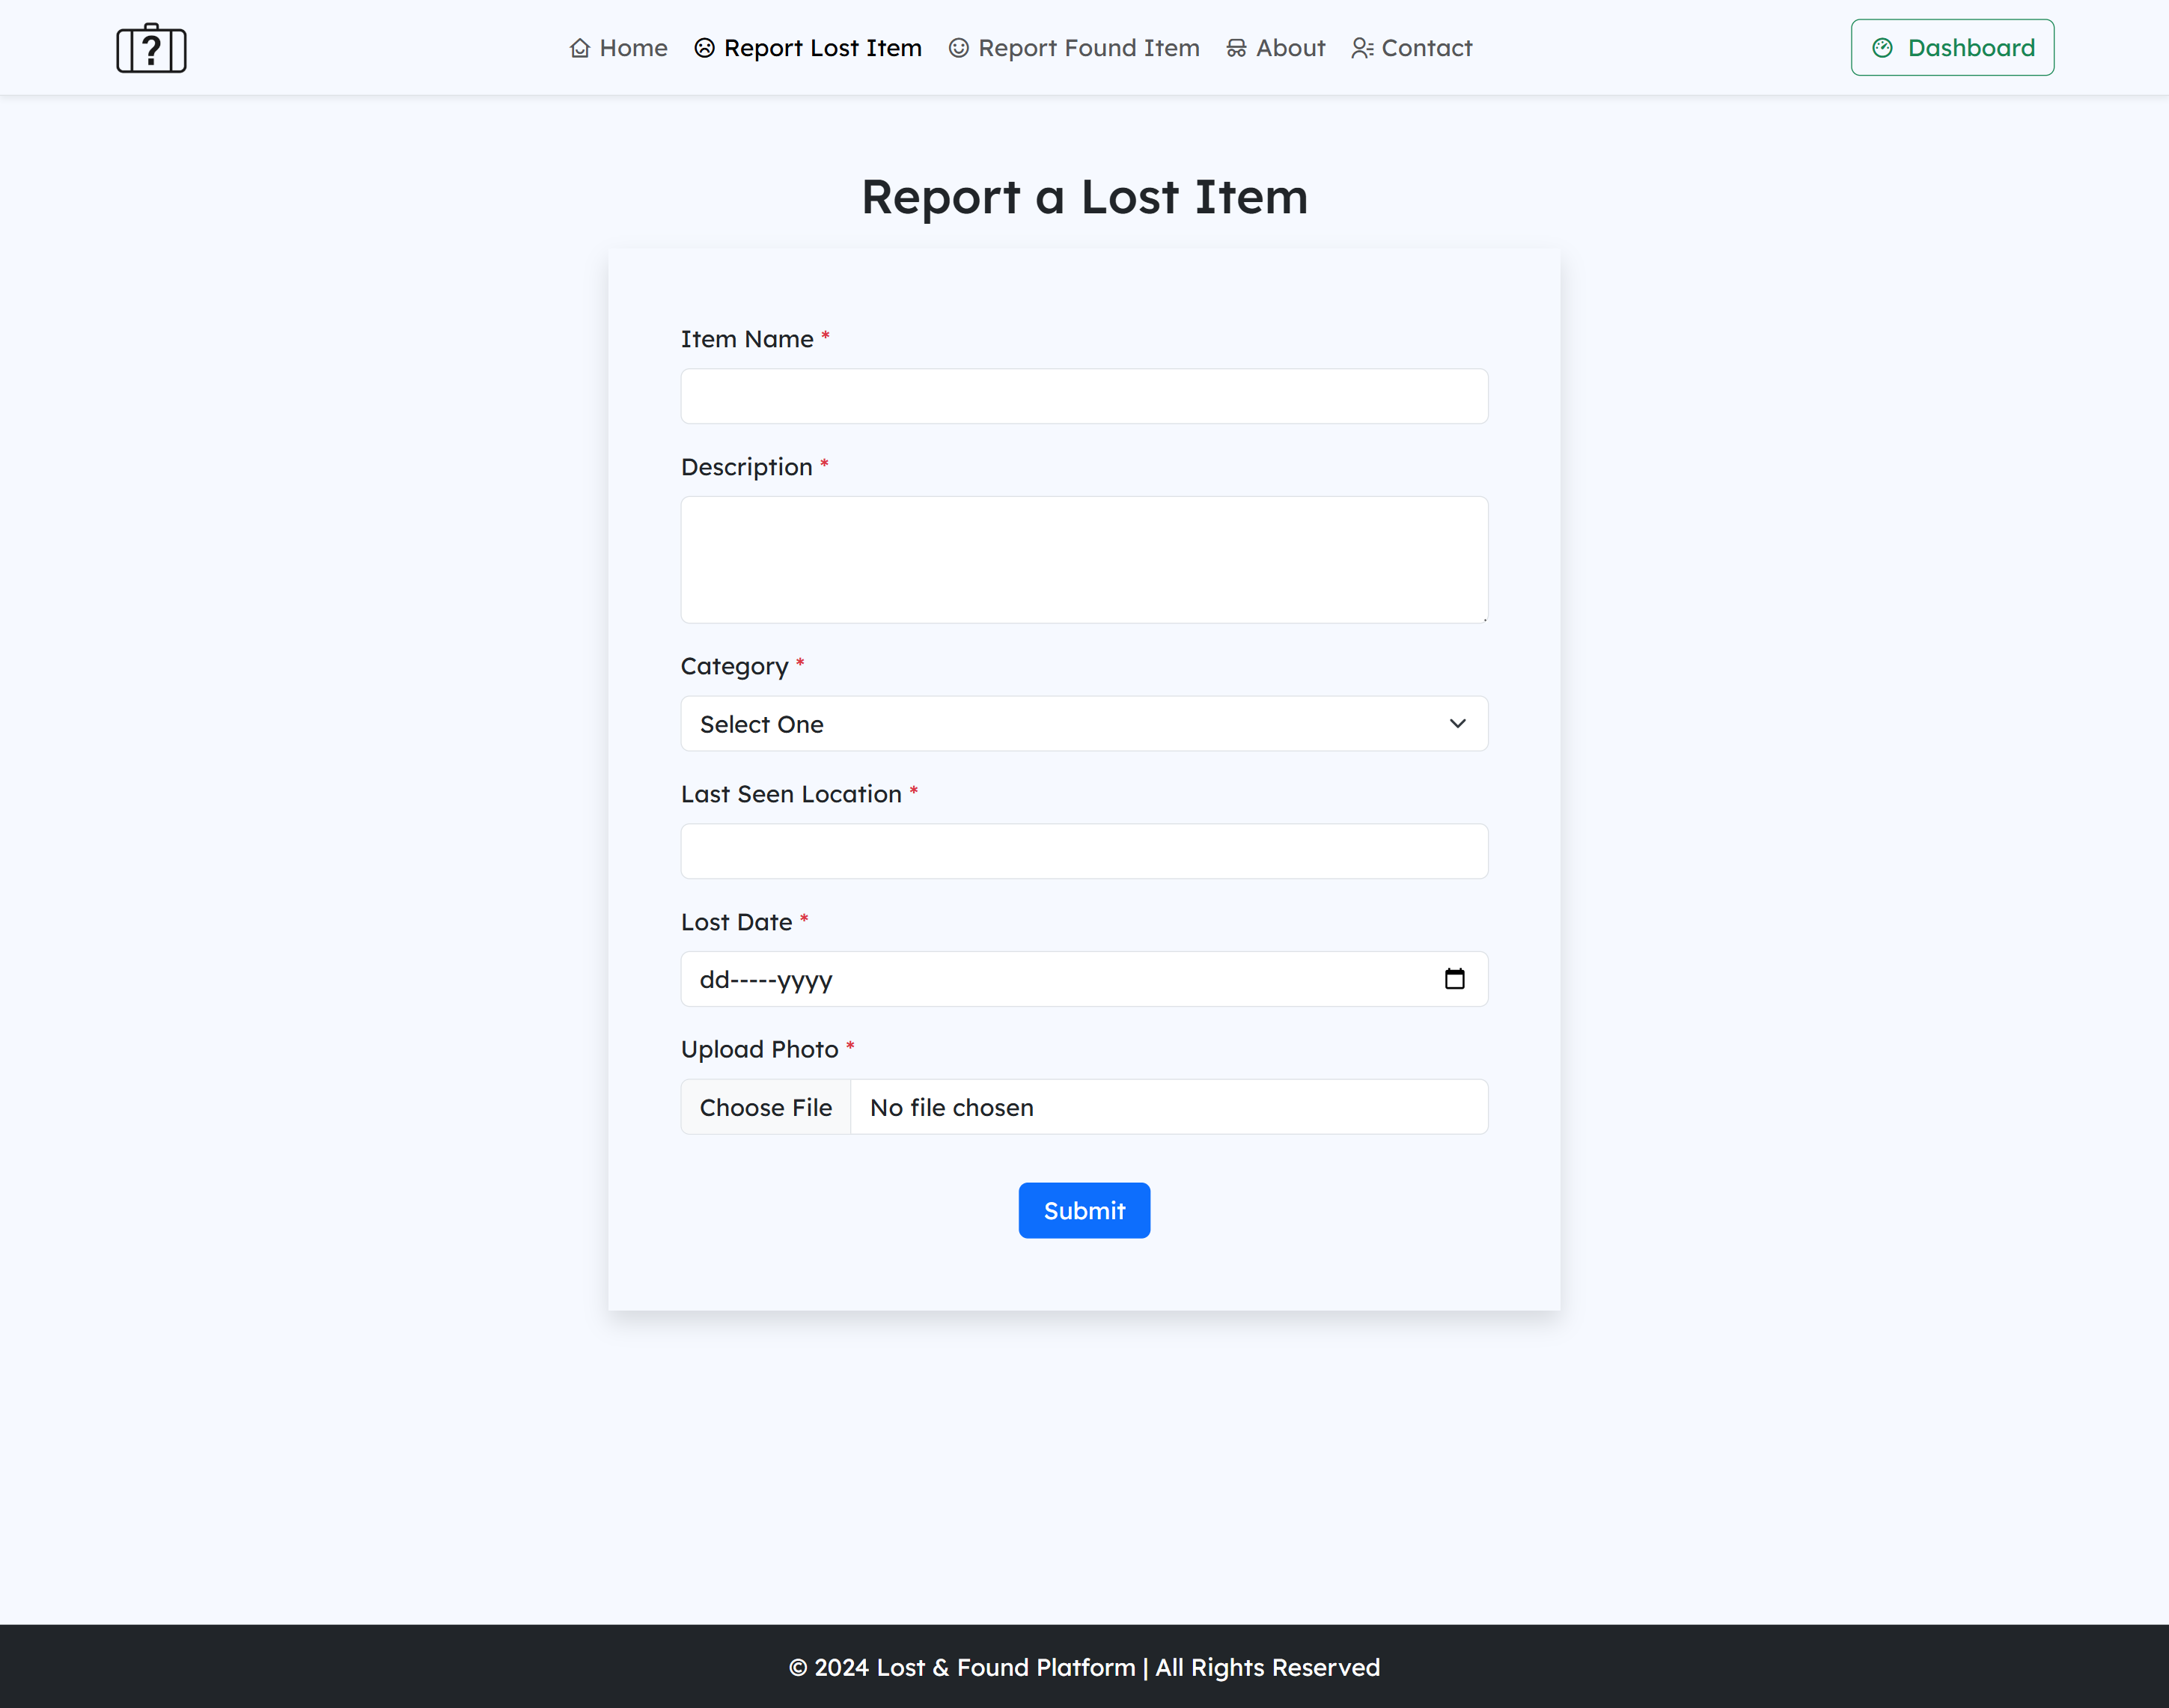 ?
Home Report Lost Item Report Found Item About Contact Dashboard
Report a Lost Item
Item Name *
Description *
Category *
Select One
Last Seen Location *
Lost Date *
dd-----yyyy
Upload Photo *
Choose File No file chosen
Submit
© 2024 Lost & Found Platform | All Rights Reserved